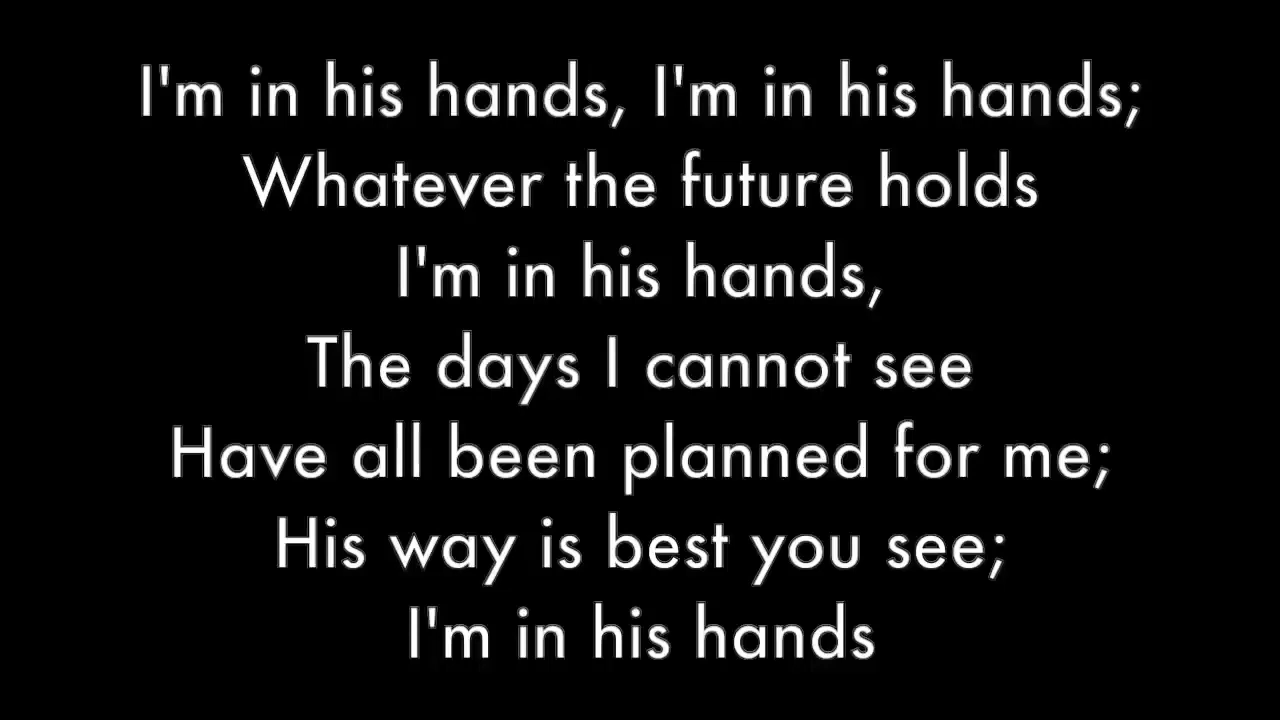 I'm in his hands, I'm in his hands;
Whatever the future holds
I'm in his hands,
The days I cannot see
Have all been planned for me;
His way is best you see;
I'm in his hands